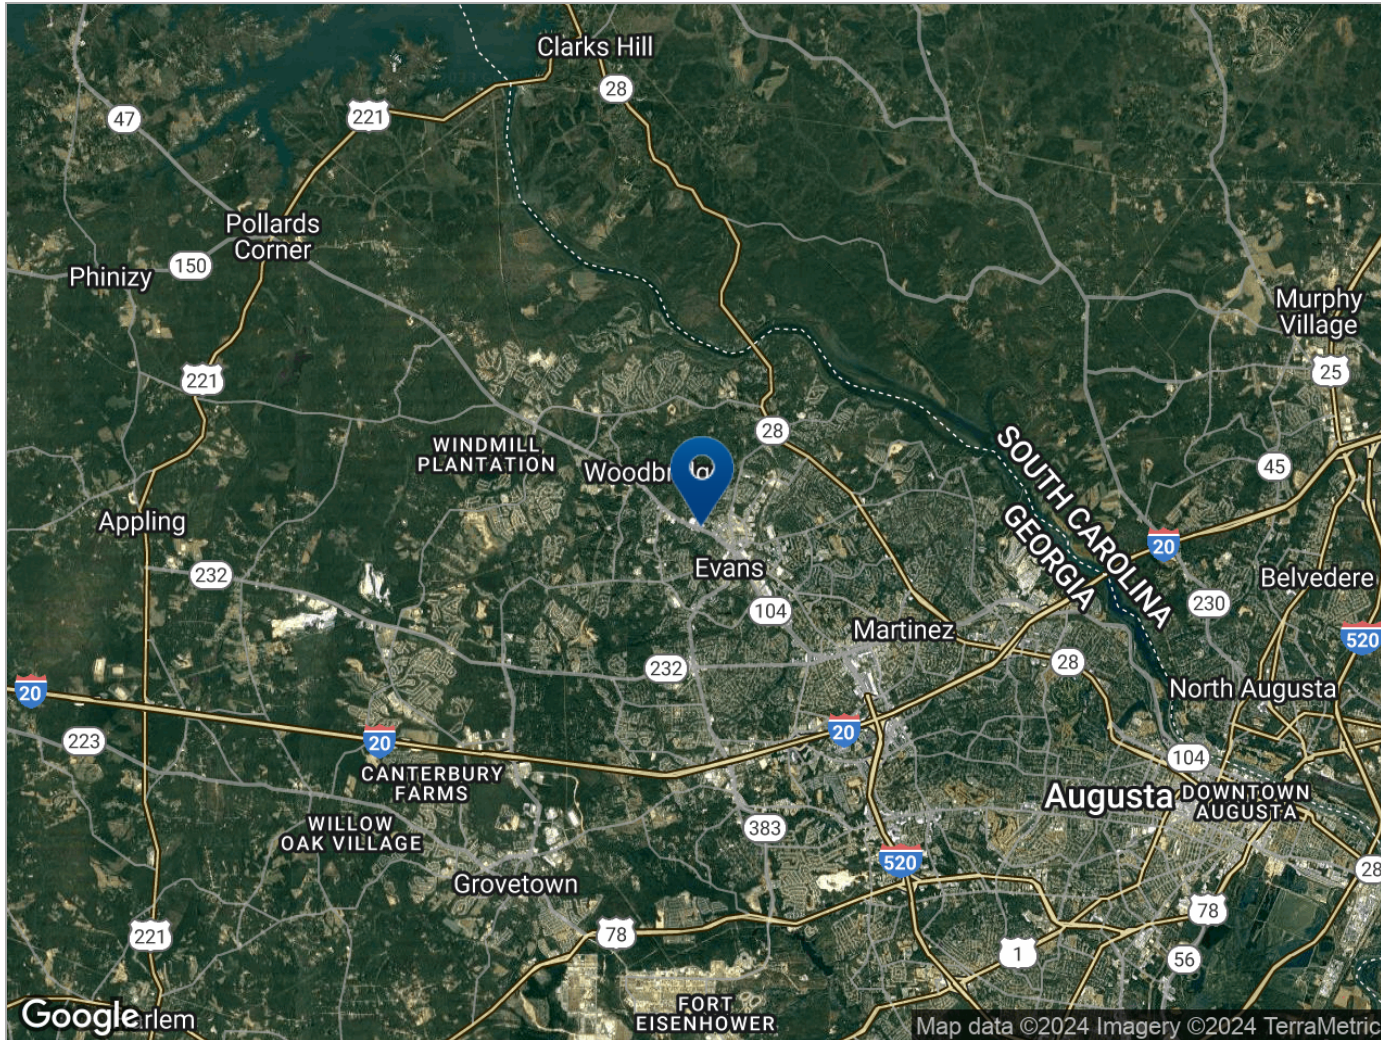 Clarks Hill
28
47
221
Pollards
Corner
150
Phinizy
Murphy
Village
221
25
28
WINDMILL
PLANTATION
SOUTH CAROLINA
45
Appling
GEORGIA
20
Evans
232
Belvedere
230
104
Martinez
520
28
232
20
North Augusta
20
20
223
104
CANTERBURY
FARMS
Augusta
DOWNTOWN
AUGUSTA
WILLOW
OAK VILLAGE
383
520
28
Grovetown
78
221
78
1
56
FORT
EISENHOWER
Google
Map data ©2024 Imagery ©2024 TerraMetric